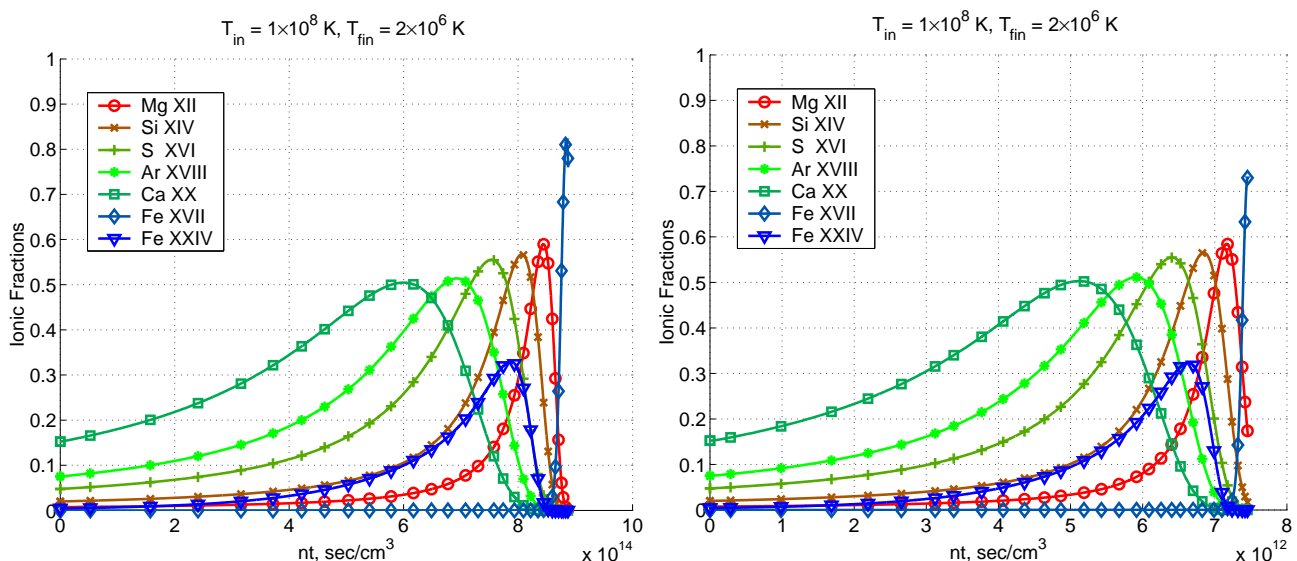 T_in = 1×10^8 K, T_fin = 2×10^6 K
1
0.9
0.8
0.7
0.6
0.5
0.4
0.3
0.2
0.1
0
Ionic Fractions
Mg XII
Si XIV
S XVI
Ar XVIII
Ca XX
Fe XVII
Fe XXIV
0 2 4 6 8 10
x 10^14
nt, sec/cm^3
T_in = 1×10^8 K, T_fin = 2×10^6 K
1
0.9
0.8
0.7
0.6
0.5
0.4
0.3
0.2
0.1
0
Ionic Fractions
Mg XII
Si XIV
S XVI
Ar XVIII
Ca XX
Fe XVII
Fe XXIV
0 1 2 3 4 5 6 7 8
x 10^12
nt, sec/cm^3